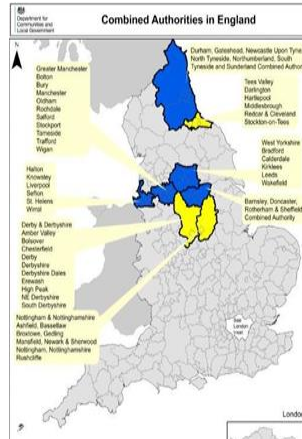 Department for
Communities and
Local Government
Combined Authorities in England
N
Durham, Gateshead, Newcastle Upon Tyne
North Tyneside, Northumberland, South
Tyneside and Sunderland Combined Author
Greater Manchester
Bolton
Bury
Manchester
Oldham
Rochdale
Salford
Stockport
Tameside
Trafford
Wigan
Tees Valley
Darlington
Hartlepool
Middlesbrough
Redcar & Cleveland
Stockton-on-Tees
West Yorkshire
Bradford
Calderdale
Kirklees
Leeds
Wakefield
Halton
Knowsley
Liverpool
Sefton
St. Helens
Wirral
Barnsley, Doncaster,
Rotherham & Sheffield
Combined Authority
Derby & Derbyshire
Amber Valley
Bolsover
Chesterfield
Derby
Derbyshire
Derbyshire Dales
Erewash
High Peak
NE Derbyshire
South Derbyshire
Nottingham & Nottinghamshire
Ashfield, Bassetlaw
Broxtowe, Gedling
Mansfield, Newark & Sherwood
Nottingham, Nottinghamshire
Rushcliffe
See
London
Inset
London